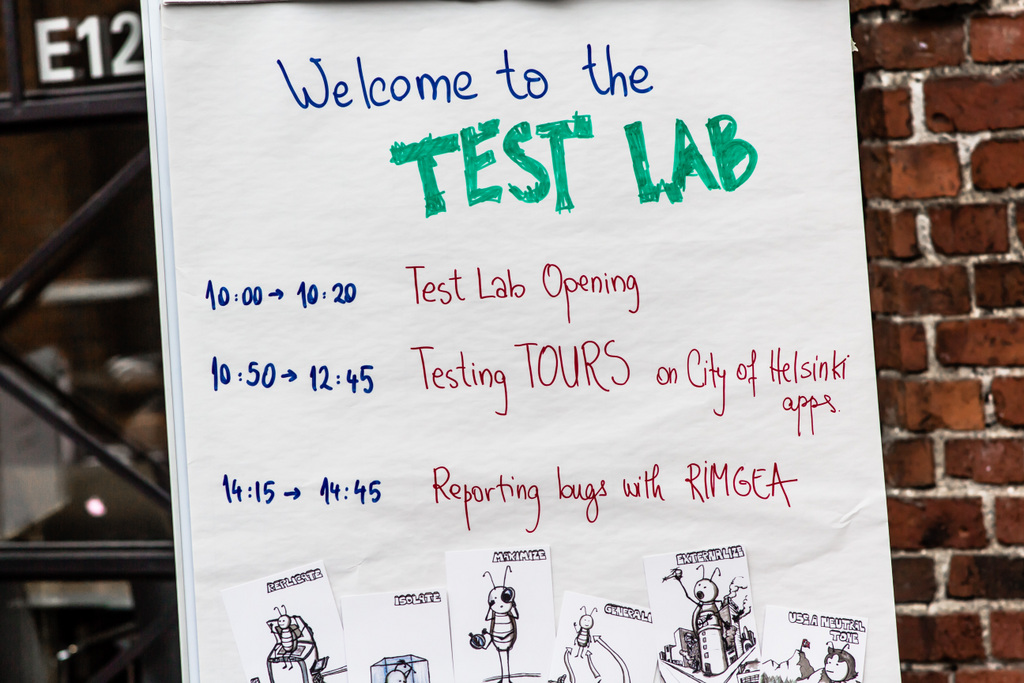 E12
Welcome to the
TEST LAB
10:00 → 10:20 Test Lab Opening
10:50 → 12:45 Testing TOURS on City of Helsinki
apps.
14:15 → 14:45 Reporting bugs with RIMGEA
REPLICATE
ISOLATE
MAXIMIZE
GENERALI
EXTERNALIZE
USE A NEUTRAL
TONE